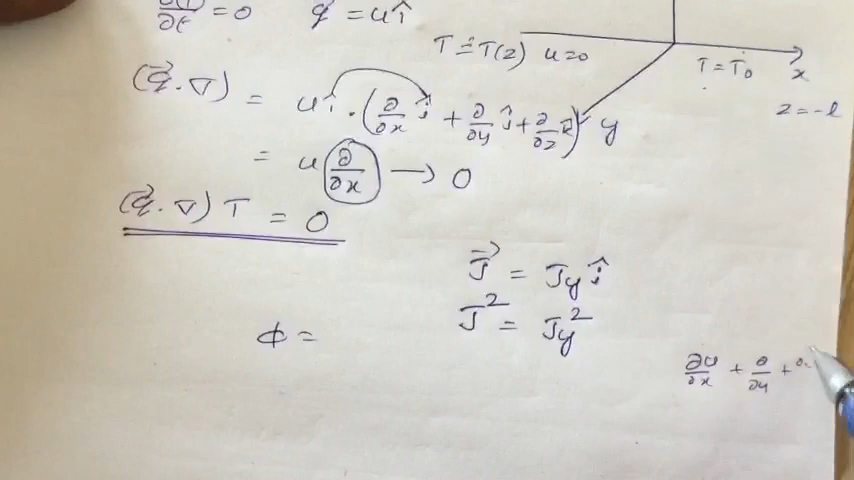 ∂T/∂t = 0    q⃗ = u î
T = T(z)  u=0
T = T₀   x
z = -l
(q⃗ . ∇) = u î . (∂/∂x î + ∂/∂y ĵ + ∂/∂z k̂)   y
= u ∂/∂x → 0
(q⃗ . ∇) T = 0
J⃗ = Jy ĵ
J² = Jy²
ϕ =
∂u/∂x + ∂/∂y +